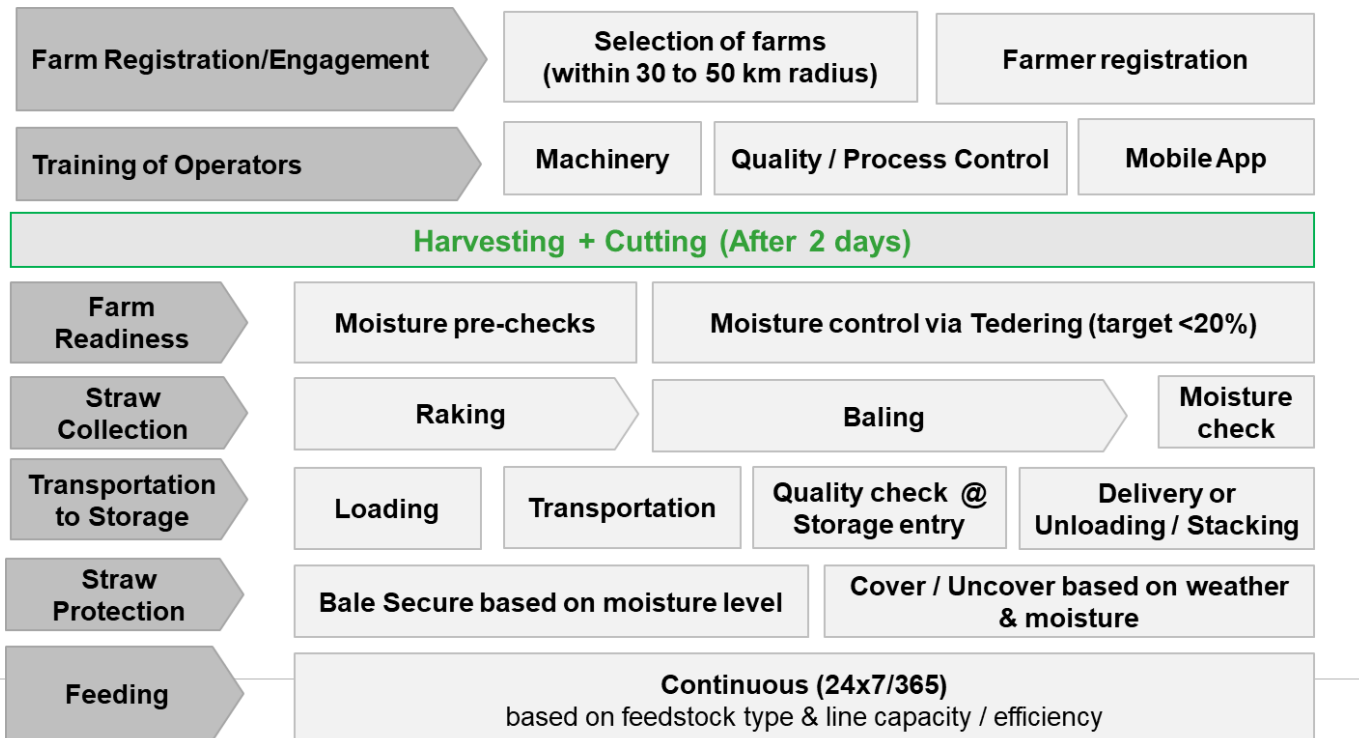 Farm Registration/Engagement
Selection of farms
(within 30 to 50 km radius)
Farmer registration
Training of Operators
Machinery
Quality / Process Control
Mobile App
Harvesting + Cutting (After 2 days)
Farm
Readiness
Moisture pre-checks
Moisture control via Tedering (target <20%)
Straw
Collection
Raking
Baling
Moisture
check
Transportation
to Storage
Loading
Transportation
Quality check @
Storage entry
Delivery or
Unloading / Stacking
Straw
Protection
Bale Secure based on moisture level
Cover / Uncover based on weather
& moisture
Feeding
Continuous (24x7/365)
based on feedstock type & line capacity / efficiency